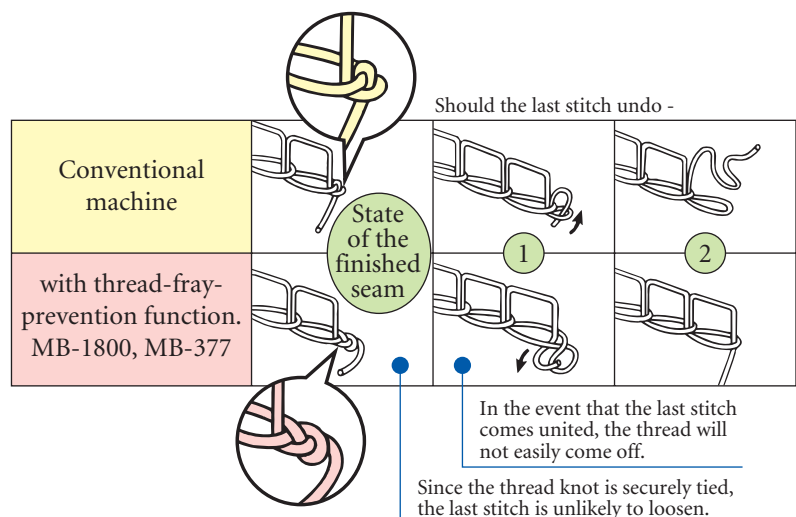 Should the last stitch undo -
Conventional
machine
State
of the
finished
seam
1
2
with thread-fray-
prevention function.
MB-1800, MB-377
In the event that the last stitch
comes united, the thread will
not easily come off.
Since the thread knot is securely tied,
the last stitch is unlikely to loosen.